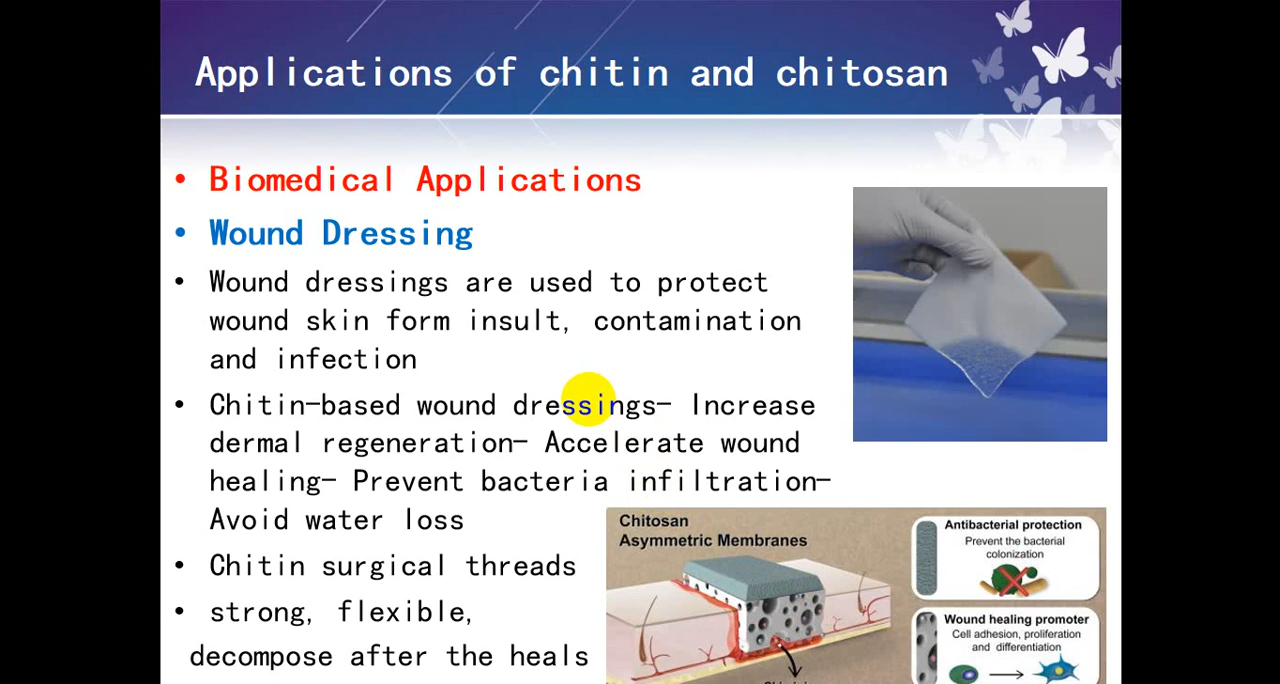 Applications of chitin and chitosan
• Biomedical Applications
• Wound Dressing
• Wound dressings are used to protect
wound skin form insult, contamination
and infection
• Chitin-based wound dressings- Increase
dermal regeneration- Accelerate wound
healing- Prevent bacteria infiltration-
Avoid water loss
• Chitin surgical threads
• strong, flexible,
decompose after the heals
Chitosan
Asymmetric Membranes
Antibacterial protection
Prevent the bacterial
colonization
Wound healing promoter
Cell adhesion, proliferation
and differentiation